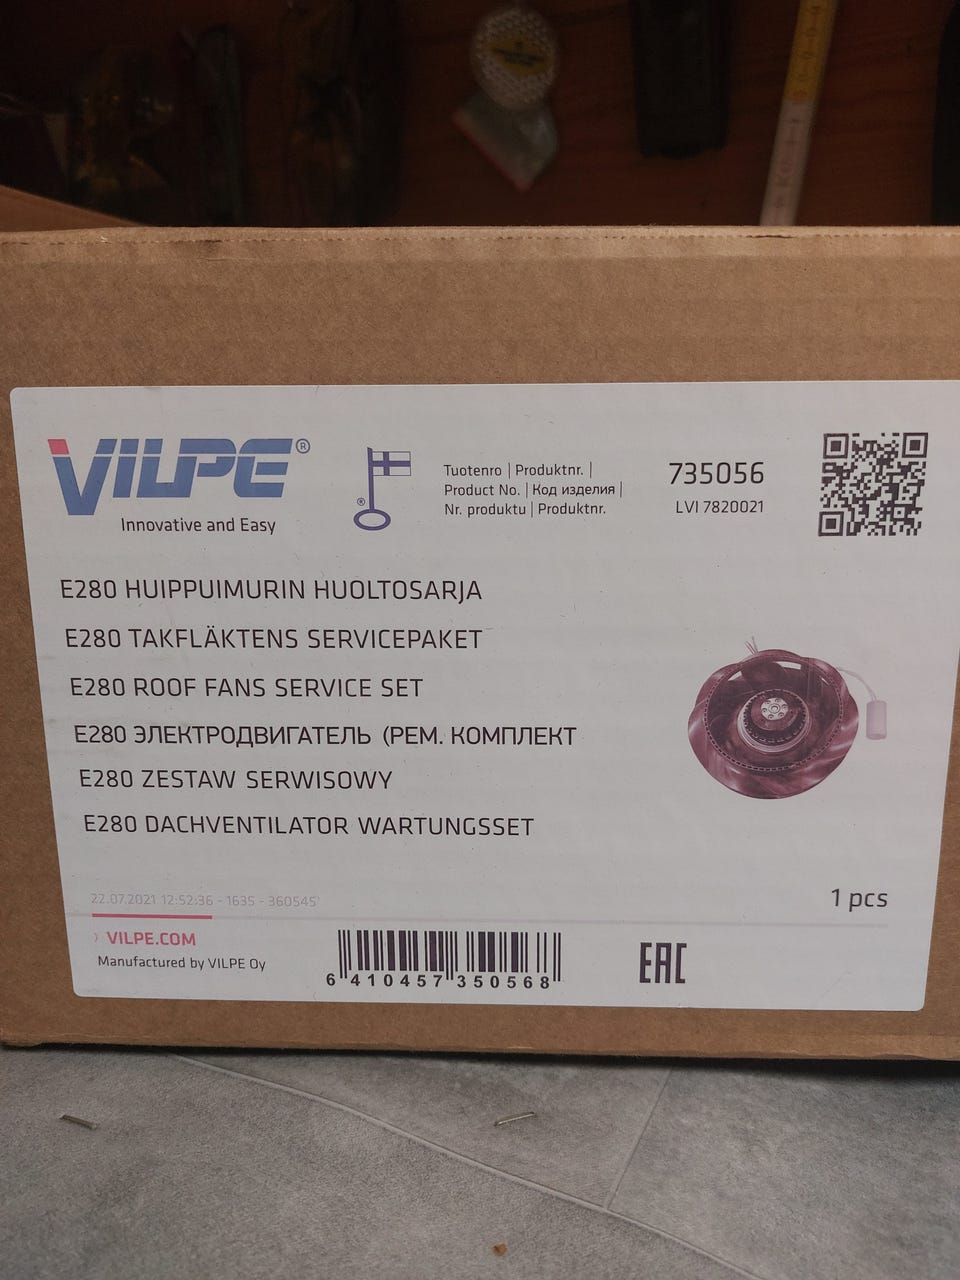 VILPE®
Innovative and Easy
®
Tuotenro | Produktnr. |
Product No. | Код изделия |
Nr. produktu | Produktnr.
735056
LVI 7820021
E280 HUIPPUIMURIN HUOLTOSARJA
E280 TAKFLÄKTENS SERVICEPAKET
E280 ROOF FANS SERVICE SET
E280 ЭЛЕКТРОДВИГАТЕЛЬ (РЕМ. КОМПЛЕКТ
E280 ZESTAW SERWISOWY
E280 DACHVENTILATOR WARTUNGSSET
22.07.2021 12:52:36 - 1635 - 360545
1 pcs
› VILPE.COM
Manufactured by VILPE Oy
6 410457 350568
EAC